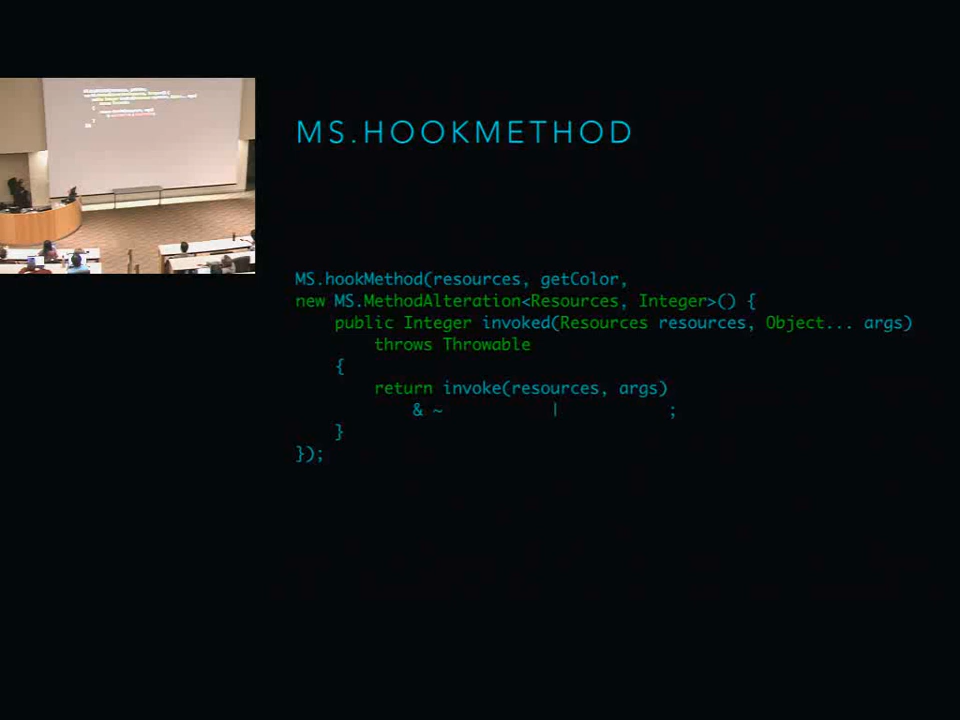 MS.HOOKMETHOD
MS.hookMethod(resources, getColor,
new MS.MethodAlteration<Resources, Integer>() {
public Integer invoked(Resources resources, Object... args)
throws Throwable
{
return invoke(resources, args)
& ~ | ;
}
});